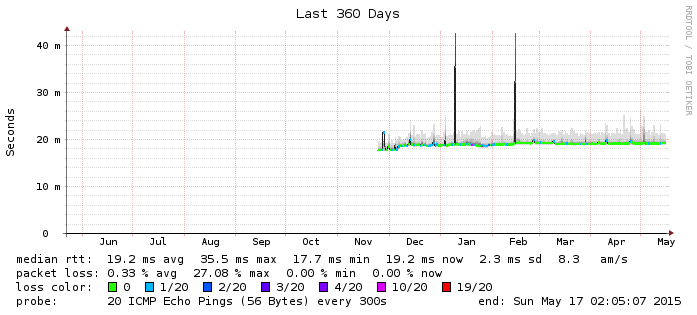 Last 360 Days
RRDTOOL / TOBI OETIKER
Seconds
40 m
30 m
20 m
10 m
0
Jun Jul Aug Sep Oct Nov Dec Jan Feb Mar Apr May
median rtt: 19.2 ms avg 35.5 ms max 17.7 ms min 19.2 ms now 2.3 ms sd 8.3 am/s
packet loss: 0.33 % avg 27.08 % max 0.00 % min 0.00 % now
loss color: 0 1/20 2/20 3/20 4/20 10/20 19/20
probe: 20 ICMP Echo Pings (56 Bytes) every 300s end: Sun May 17 02:05:07 2015